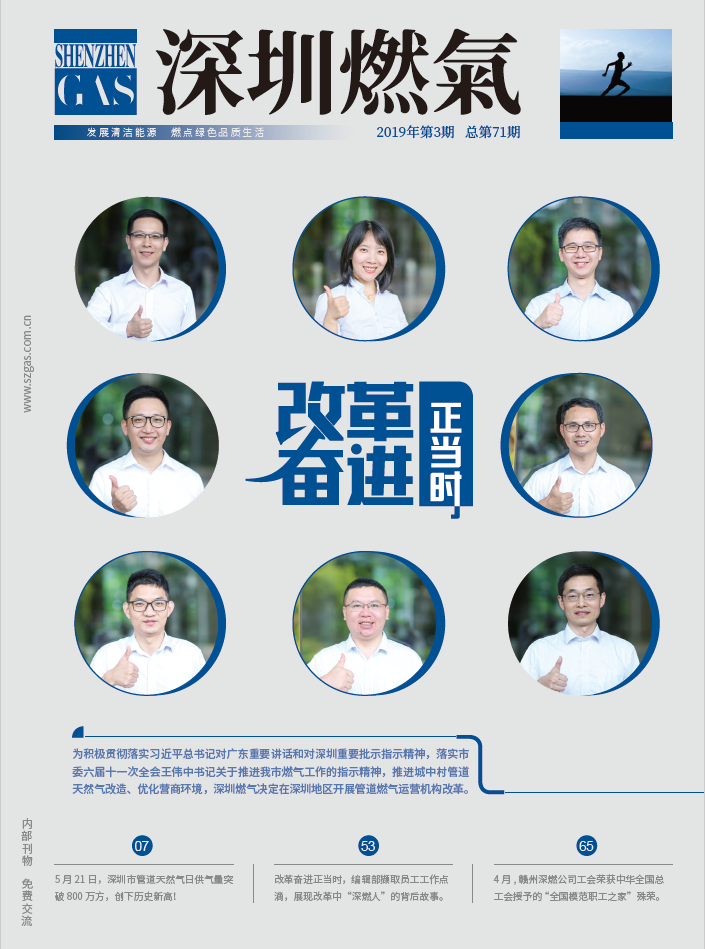 SHENZHEN
GAS
深圳燃氣
发展清洁能源 燃点绿色品质生活
2019年第3期 总第71期
www.szgas.com.cn
改革
奋进
正当时
为积极贯彻落实习近平总书记对广东重要讲话和对深圳重要批示指示精神，落实市
委六届十一次全会王伟中书记关于推进我市燃气工作的指示精神，推进城中村管道
天然气改造、优化营商环境，深圳燃气决定在深圳地区开展管道燃气运营机构改革。
内部刊物 免费交流
07
5月21日，深圳市管道天然气日供气量突
破800万方，创下历史新高！
53
改革奋进正当时，编辑部撷取员工工作点
滴，展现改革中“深燃人”的背后故事。
65
4月，赣州深燃公司工会荣获中华全国总
工会授予的“全国模范职工之家”殊荣。